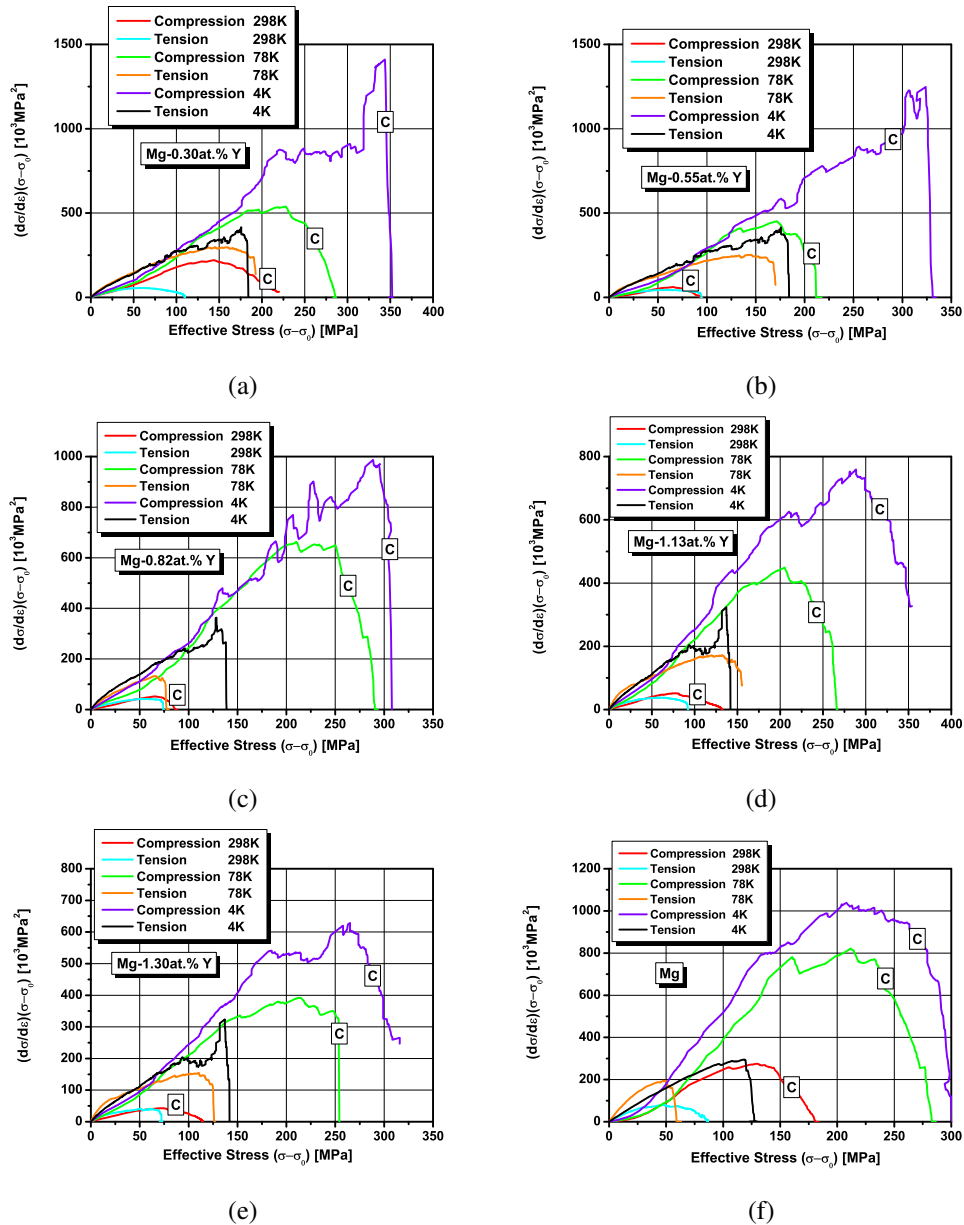 Compression 298K
Tension 298K
Compression 78K
Tension 78K
Compression 4K
Tension 4K
Mg-0.30at.% Y
C
C
C
(dσ/dε)(σ−σ₀) [10³MPa²]
1500
1000
500
0
0 50 100 150 200 250 300 350 400
Effective Stress (σ−σ₀) [MPa]
(a)
Compression 298K
Tension 298K
Compression 78K
Tension 78K
Compression 4K
Tension 4K
Mg-0.55at.% Y
C
C
C
(dσ/dε)(σ−σ₀) [10³MPa²]
1500
1000
500
0
0 50 100 150 200 250 300 350
Effective Stress (σ−σ₀) [MPa]
(b)
Compression 298K
Tension 298K
Compression 78K
Tension 78K
Compression 4K
Tension 4K
Mg-0.82at.% Y
C
C
C
(dσ/dε)(σ−σ₀) [10³MPa²]
1000
800
600
400
200
0
0 50 100 150 200 250 300 350
Effective Stress (σ−σ₀) [MPa]
(c)
Compression 298K
Tension 298K
Compression 78K
Tension 78K
Compression 4K
Tension 4K
Mg-1.13at.% Y
C
C
C
(dσ/dε)(σ−σ₀) [10³MPa²]
800
600
400
200
0
0 50 100 150 200 250 300 350 400
Effective Stress (σ−σ₀) [MPa]
(d)
Compression 298K
Tension 298K
Compression 78K
Tension 78K
Compression 4K
Tension 4K
Mg-1.30at.% Y
C
C
C
(dσ/dε)(σ−σ₀) [10³MPa²]
800
700
600
500
400
300
200
100
0
0 50 100 150 200 250 300 350
Effective Stress (σ−σ₀) [MPa]
(e)
Compression 298K
Tension 298K
Compression 78K
Tension 78K
Compression 4K
Tension 4K
Mg
C
C
C
(dσ/dε)(σ−σ₀) [10³MPa²]
1200
1000
800
600
400
200
0
0 50 100 150 200 250 300
Effective Stress (σ−σ₀) [MPa]
(f)